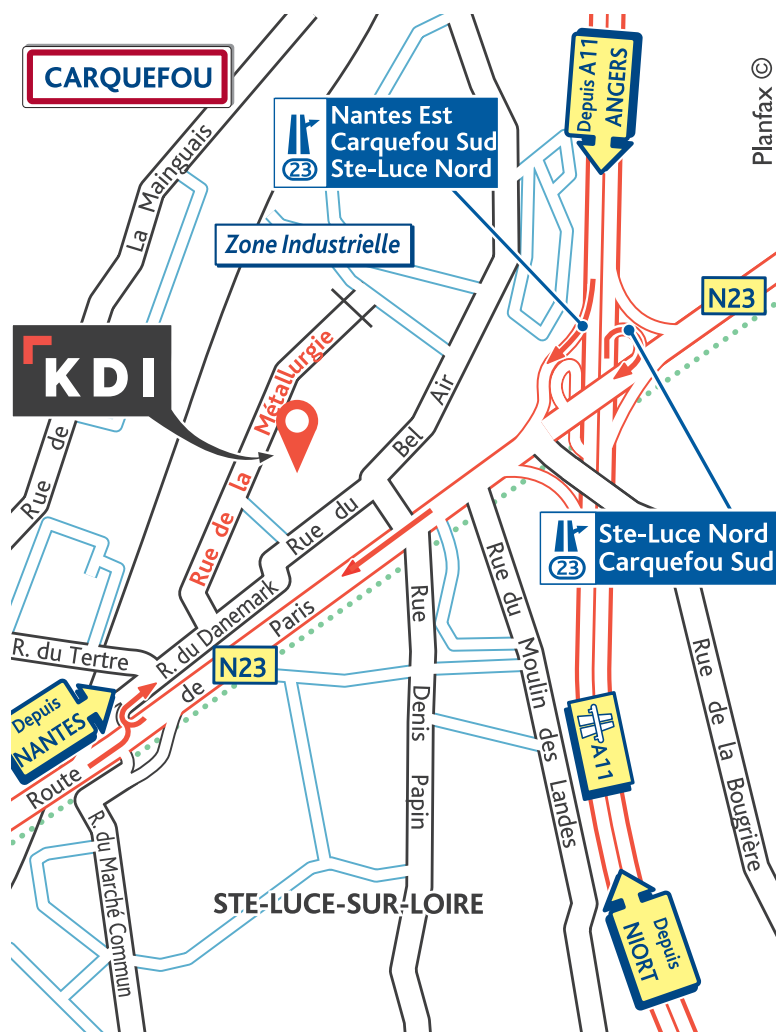 CARQUEFOU
Depuis A11
ANGERS
Planfax ©
Nantes Est
Carquefou Sud
Ste-Luce Nord
23
La Mainguais
Rue de
Zone Industrielle
N23
KDI
Rue de la Métallurgie
Rue du Bel Air
Ste-Luce Nord
Carquefou Sud
23
R. du Danemark
R. du Tertre
N23
Route de Paris
Depuis
NANTES
Rue Denis Papin
Rue du Moulin des Landes
Rue de la Bougrière
A11
R. du Marché Commun
STE-LUCE-SUR-LOIRE
Depuis
NIORT